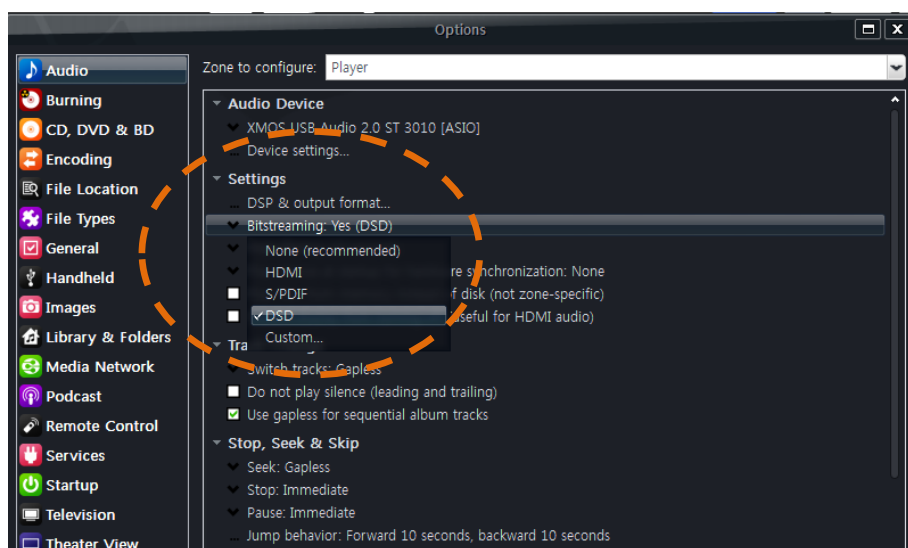 Options
Audio
Burning
CD, DVD & BD
Encoding
File Location
File Types
General
Handheld
Images
Library & Folders
Media Network
Podcast
Remote Control
Services
Startup
Television
Theater View
Zone to configure: Player
Audio Device
XMOS USB Audio 2.0 ST 3010 [ASIO]
Device settings...
Settings
DSP & output format...
Bitstreaming: Yes (DSD)
None (recommended)
HDMI
re synchronization: None
S/PDIF
f disk (not zone-specific)
DSD
useful for HDMI audio)
Custom...
Tra
Switch tracks: Gapless
Do not play silence (leading and trailing)
Use gapless for sequential album tracks
Stop, Seek & Skip
Seek: Gapless
Stop: Immediate
Pause: Immediate
Jump behavior: Forward 10 seconds, backward 10 seconds